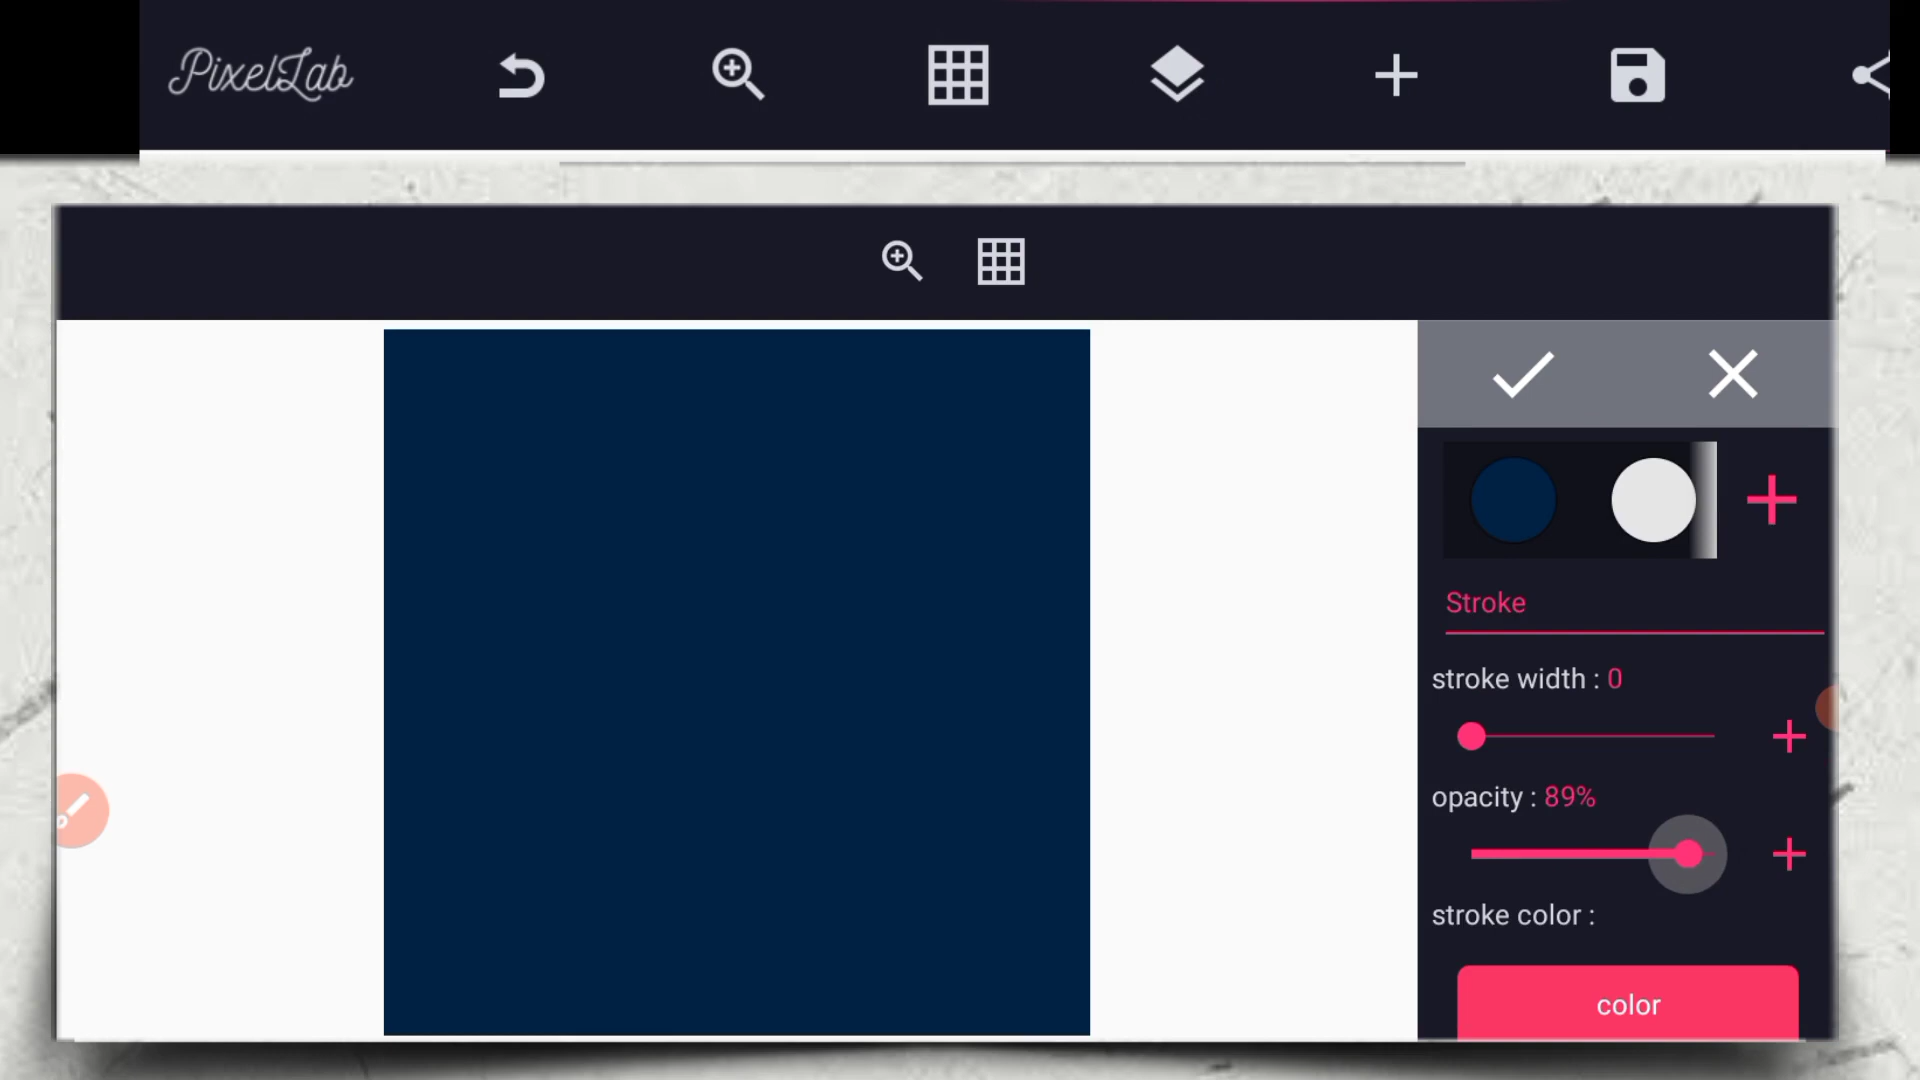 PixelLab
Stroke
stroke width : 0
opacity : 89%
stroke color :
color